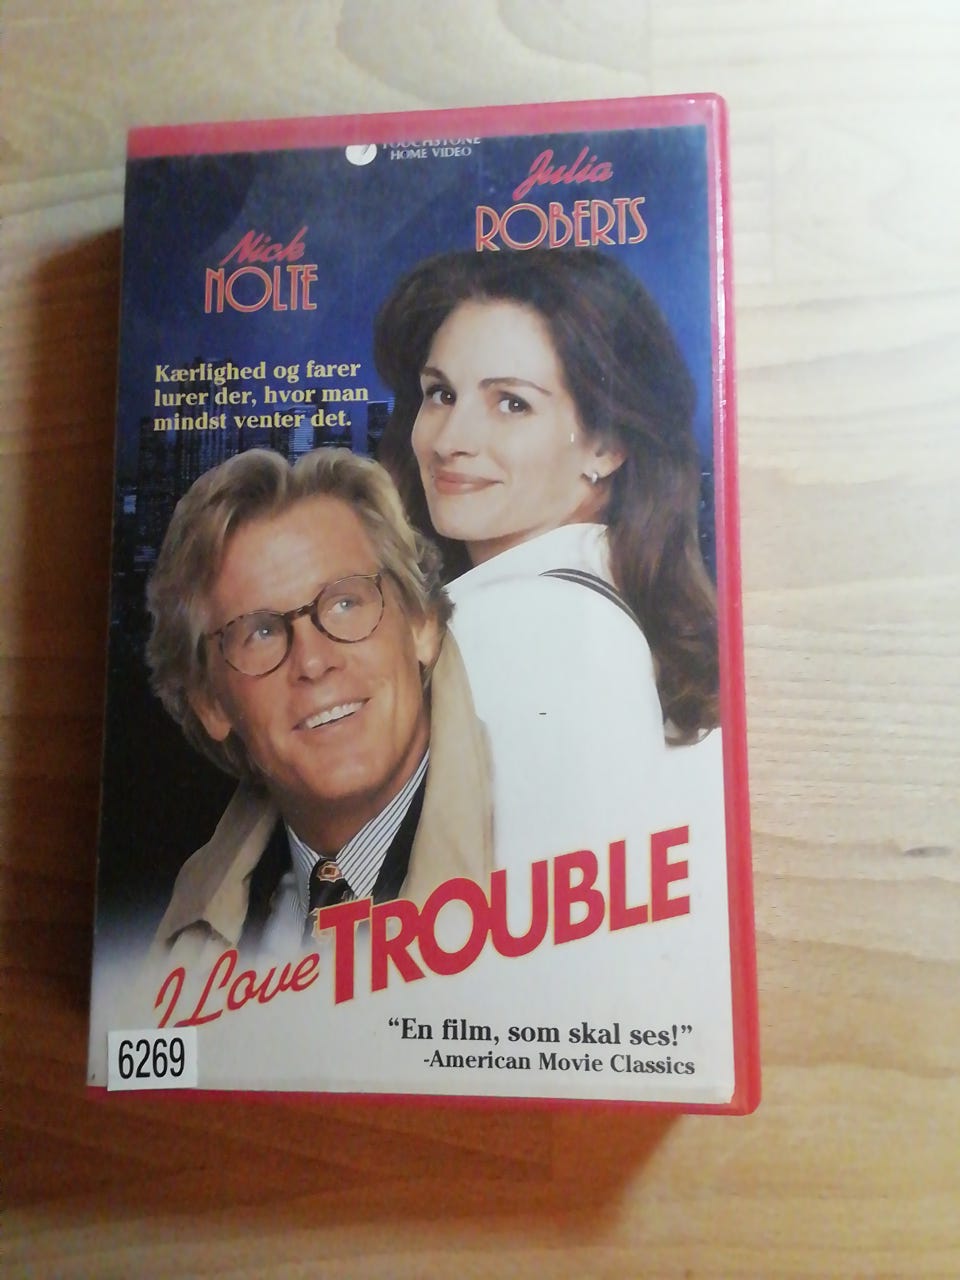 TOUCHSTONE
HOME VIDEO
Julia
ROBERTS
Nick
NOLTE
Kærlighed og farer
lurer der, hvor man
mindst venter det.
I Love TROUBLE
“En film, som skal ses!”
-American Movie Classics
6269